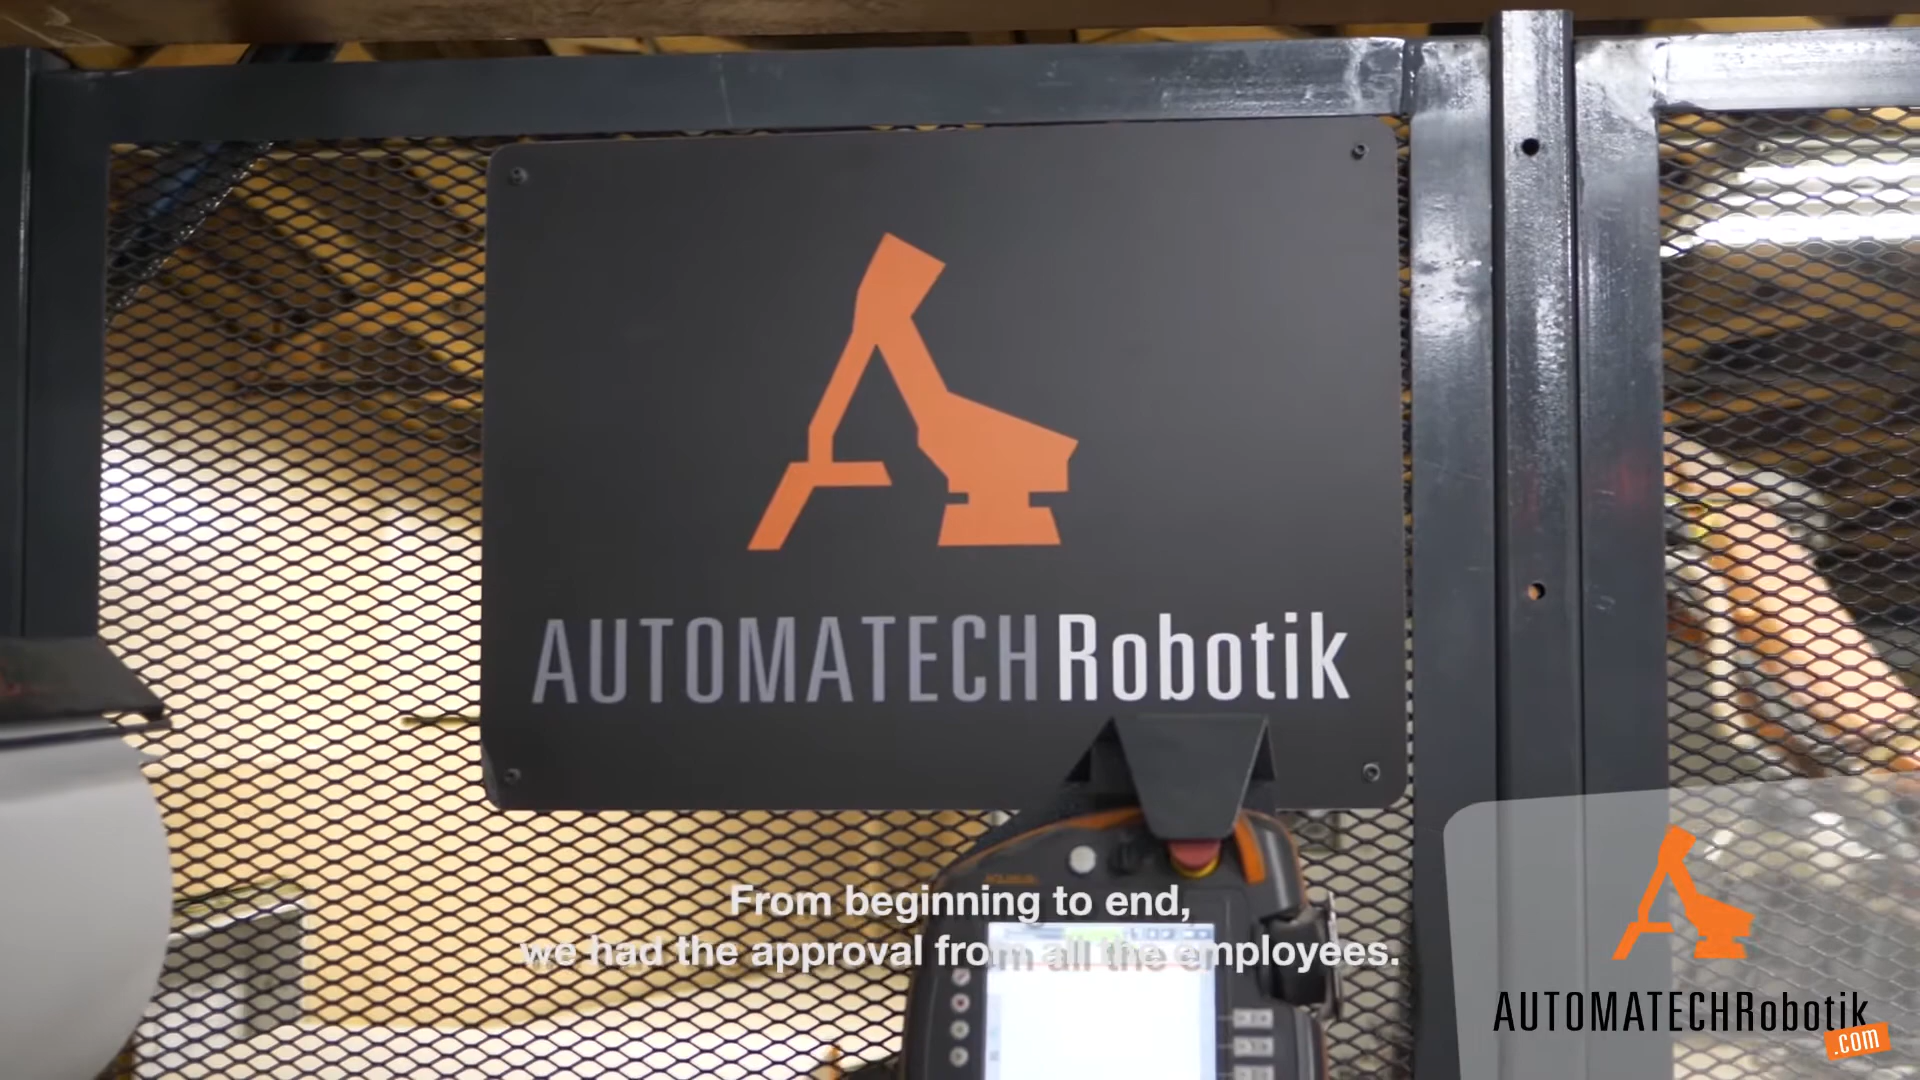 AUTOMATECHRobotik
From beginning to end,
we had the approval from all the employees.
AUTOMATECHRobotik
.com